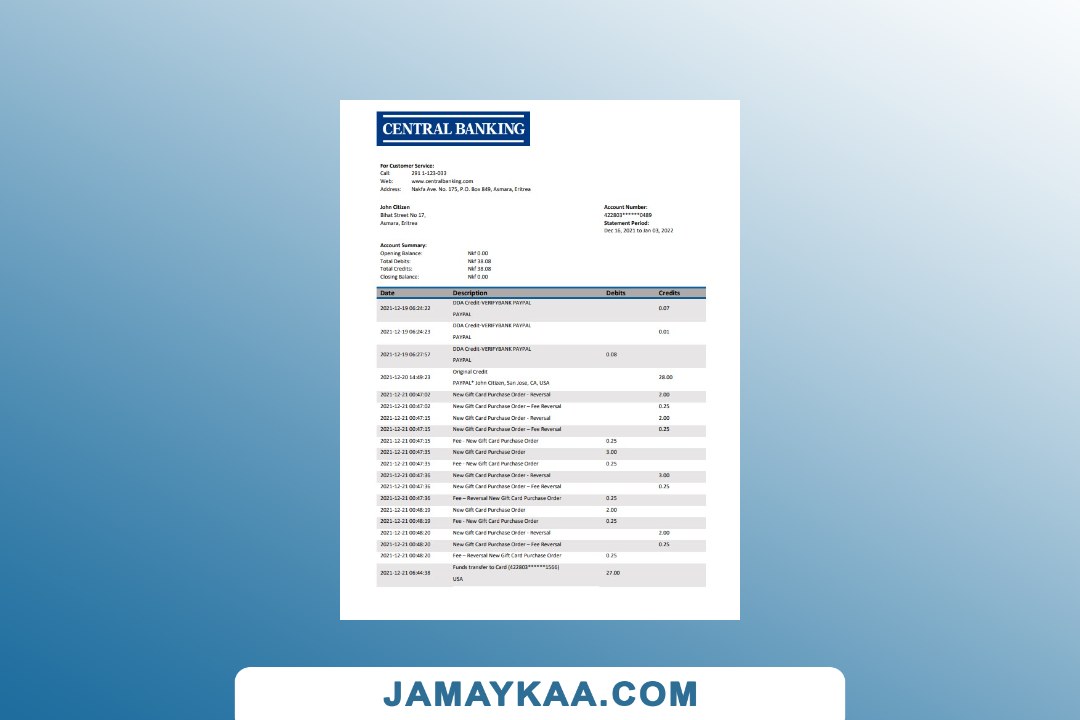 CENTRAL BANKING
For Customer Service:
Call: 291 1-123-033
Web: www.centralbanking.com
Address: Nakfa Ave. No. 175, P.O. Box 849, Asmara, Eritrea
John Citizen Account Number:
Bihat Street No 17, 422803******0489
Asmara, Eritrea Statement Period:
Dec 16, 2021 to Jan 03, 2022
Account Summary:
Opening Balance: Nkf 0.00
Total Debits: Nkf 38.08
Total Credits: Nkf 38.08
Closing Balance: Nkf 0.00
Date Description Debits Credits
2021-12-19 06:24:23 DDA Credit-VERIFYBANK PAYPAL 0.07
PAYPAL
2021-12-19 06:24:23 DDA Credit-VERIFYBANK PAYPAL 0.01
PAYPAL
2021-12-19 06:27:57 DDA Credit-VERIFYBANK PAYPAL 0.08
PAYPAL
2021-12-20 14:49:23 Original Credit 28.00
PAYPAL* John Citizen, San Jose, CA, USA
2021-12-21 00:47:02 New Gift Card Purchase Order - Reversal 2.00
2021-12-21 00:47:02 New Gift Card Purchase Order – Fee Reversal 0.25
2021-12-21 00:47:15 New Gift Card Purchase Order - Reversal 2.00
2021-12-21 00:47:15 New Gift Card Purchase Order – Fee Reversal 0.25
2021-12-21 00:47:15 Fee - New Gift Card Purchase Order 0.25
2021-12-21 00:47:35 New Gift Card Purchase Order 3.00
2021-12-21 00:47:35 Fee - New Gift Card Purchase Order 0.25
2021-12-21 00:47:36 New Gift Card Purchase Order - Reversal 3.00
2021-12-21 00:47:36 New Gift Card Purchase Order – Fee Reversal 0.25
2021-12-21 00:47:36 Fee – Reversal New Gift Card Purchase Order 0.25
2021-12-21 00:48:19 New Gift Card Purchase Order 2.00
2021-12-21 00:48:19 Fee - New Gift Card Purchase Order 0.25
2021-12-21 00:48:20 New Gift Card Purchase Order - Reversal 2.00
2021-12-21 00:48:20 New Gift Card Purchase Order – Fee Reversal 0.25
2021-12-21 00:48:20 Fee – Reversal New Gift Card Purchase Order 0.25
2021-12-21 06:44:38 Funds transfer to Card (422803******1566) 27.00
USA
JAMAYKAA.COM